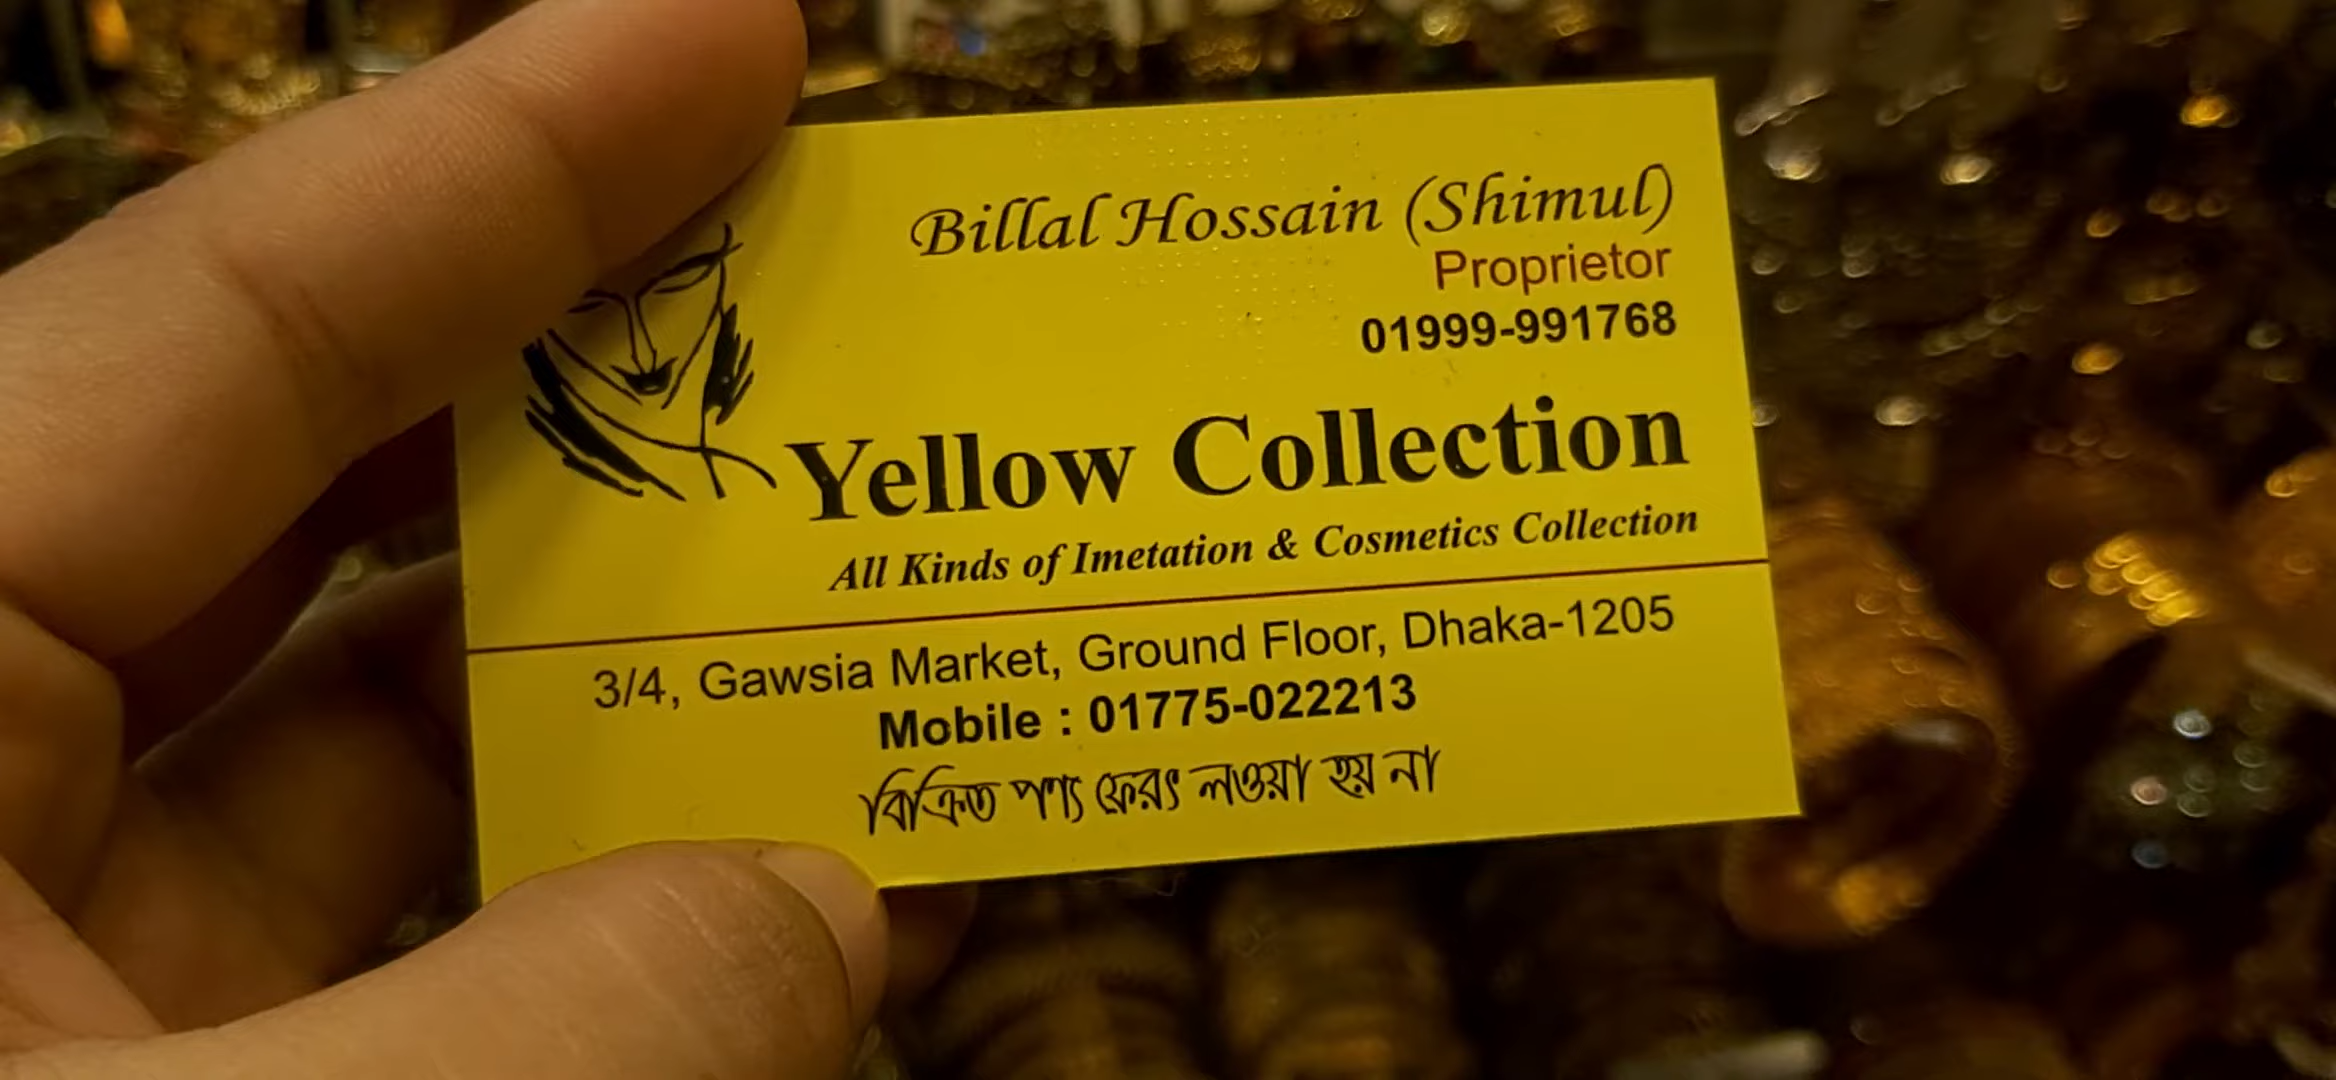 Billal Hossain (Shimul)
Proprietor
01999-991768
Yellow Collection
All Kinds of Imetation & Cosmetics Collection
3/4, Gawsia Market, Ground Floor, Dhaka-1205
Mobile : 01775-022213
বিক্রিত পণ্য ফেরৎ লওয়া হয় না